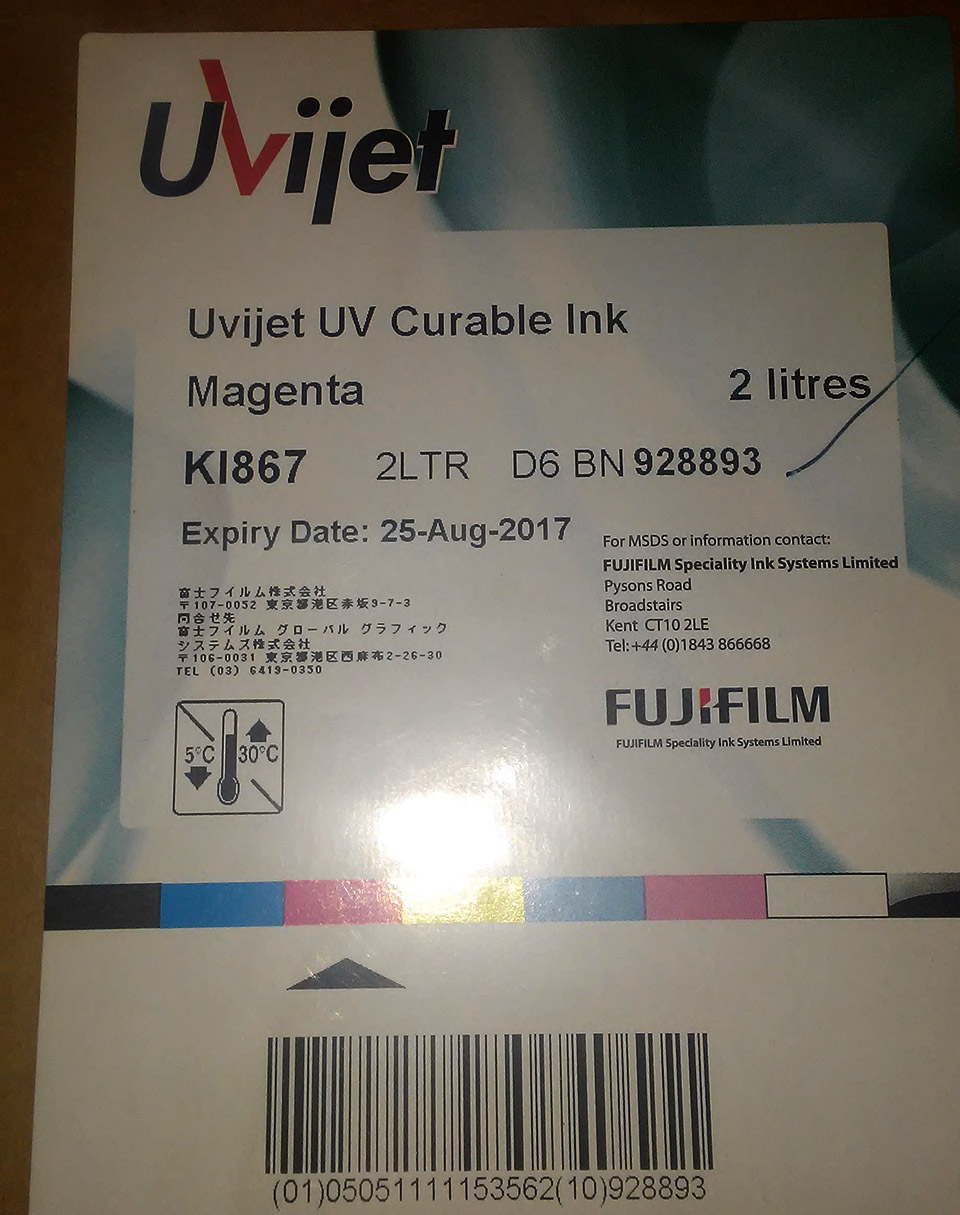 Uvijet
Uvijet UV Curable Ink
Magenta 2 litres
KI867 2LTR D6 BN 928893
Expiry Date: 25-Aug-2017
富士フイルム株式会社
〒107-0052 東京都港区赤坂9-7-3
問合せ先
富士フイルム グローバル グラフィック
システムズ株式会社
〒106-0031 東京都港区西麻布2-26-30
TEL (03) 6419-0350
For MSDS or information contact:
FUJIFILM Speciality Ink Systems Limited
Pysons Road
Broadstairs
Kent CT10 2LE
Tel:+44 (0)1843 866668
FUJIFILM
FUJIFILM Speciality Ink Systems Limited
5°C 30°C
(01)05051111153562(10)928893